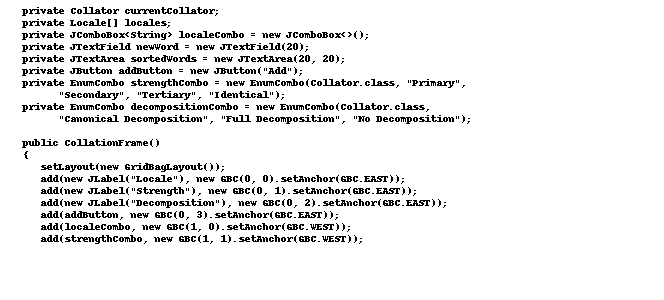 private Collator currentCollator;
private Locale[] locales;
private JComboBox<String> localeCombo = new JComboBox<>();
private JTextField newWord = new JTextField(20);
private JTextArea sortedWords = new JTextArea(20, 20);
private JButton addButton = new JButton("Add");
private EnumCombo strengthCombo = new EnumCombo(Collator.class, "Primary",
"Secondary", "Tertiary", "Identical");
private EnumCombo decompositionCombo = new EnumCombo(Collator.class,
"Canonical Decomposition", "Full Decomposition", "No Decomposition");
public CollationFrame()
{
setLayout(new GridBagLayout());
add(new JLabel("Locale"), new GBC(0, 0).setAnchor(GBC.EAST));
add(new JLabel("Strength"), new GBC(0, 1).setAnchor(GBC.EAST));
add(new JLabel("Decomposition"), new GBC(0, 2).setAnchor(GBC.EAST));
add(addButton, new GBC(0, 3).setAnchor(GBC.EAST));
add(localeCombo, new GBC(1, 0).setAnchor(GBC.WEST));
add(strengthCombo, new GBC(1, 1).setAnchor(GBC.WEST));